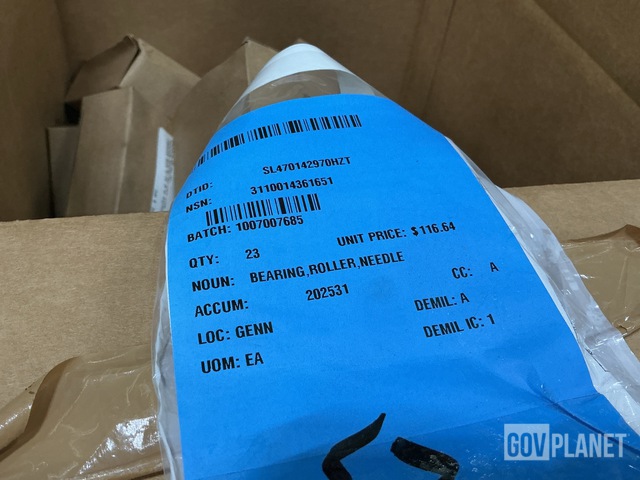 DTID: SL470142970HZT
NSN: 3110014361651
BATCH: 1007007685
QTY: 23 UNIT PRICE: $116.64
NOUN: BEARING,ROLLER,NEEDLE
ACCUM: 202531 CC: A
LOC: GENN DEMIL: A
UOM: EA DEMIL IC: 1
GOVPLANET